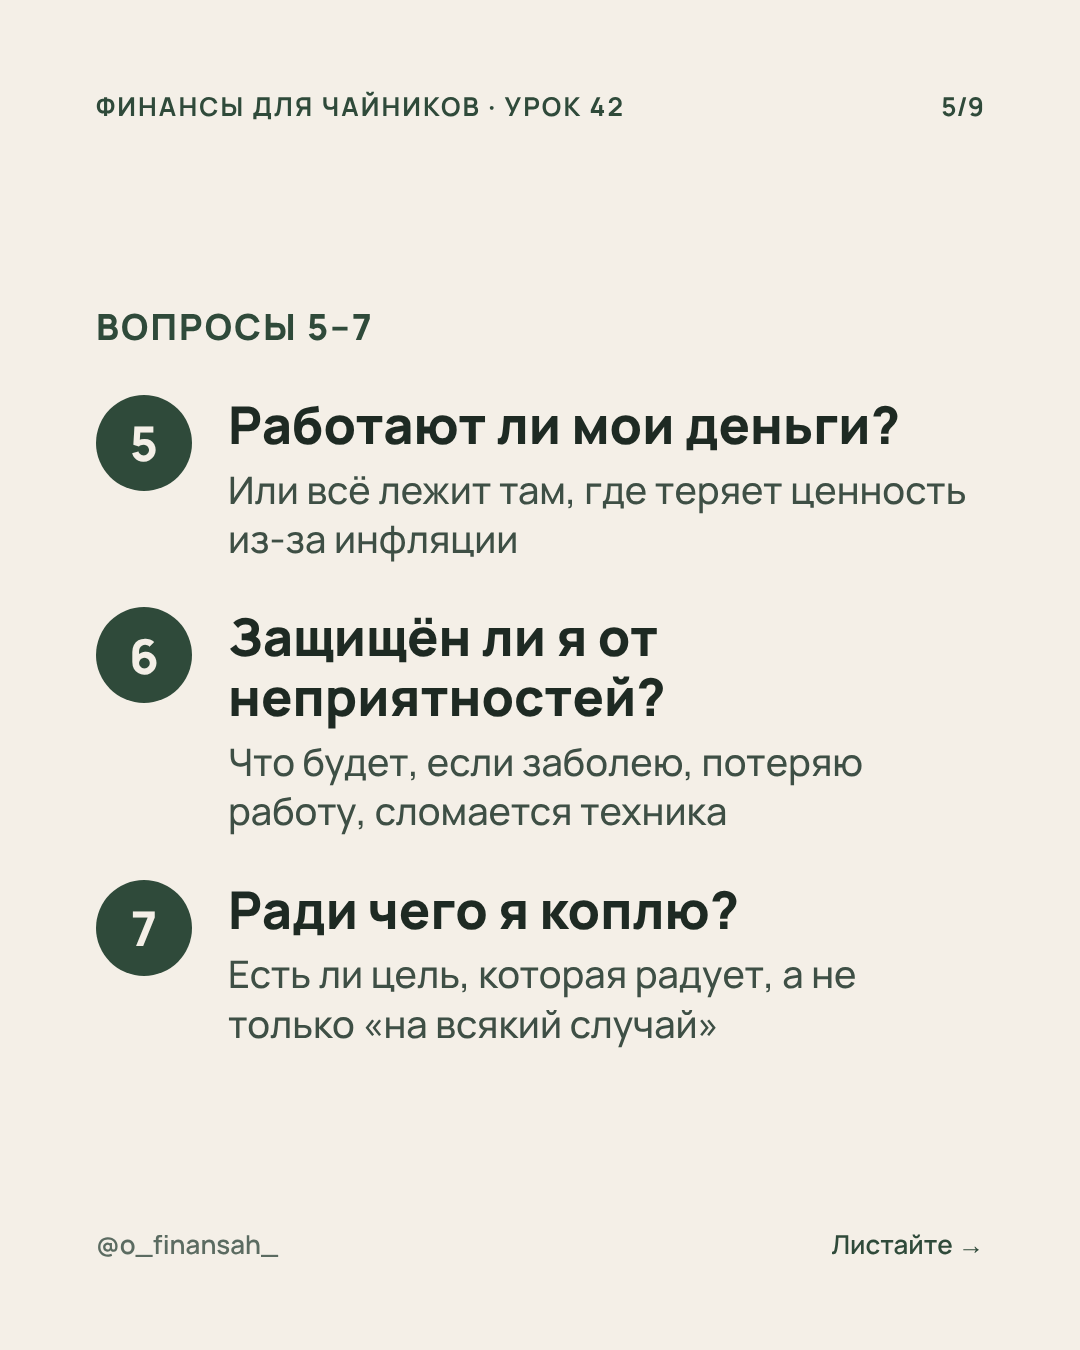 ФИНАНСЫ ДЛЯ ЧАЙНИКОВ · УРОК 42
5/9
ВОПРОСЫ 5–7
5
Работают ли мои деньги?
Или всё лежит там, где теряет ценность
из-за инфляции
6
Защищён ли я от
неприятностей?
Что будет, если заболею, потеряю
работу, сломается техника
7
Ради чего я коплю?
Есть ли цель, которая радует, а не
только «на всякий случай»
@o_finansah_
Листайте →